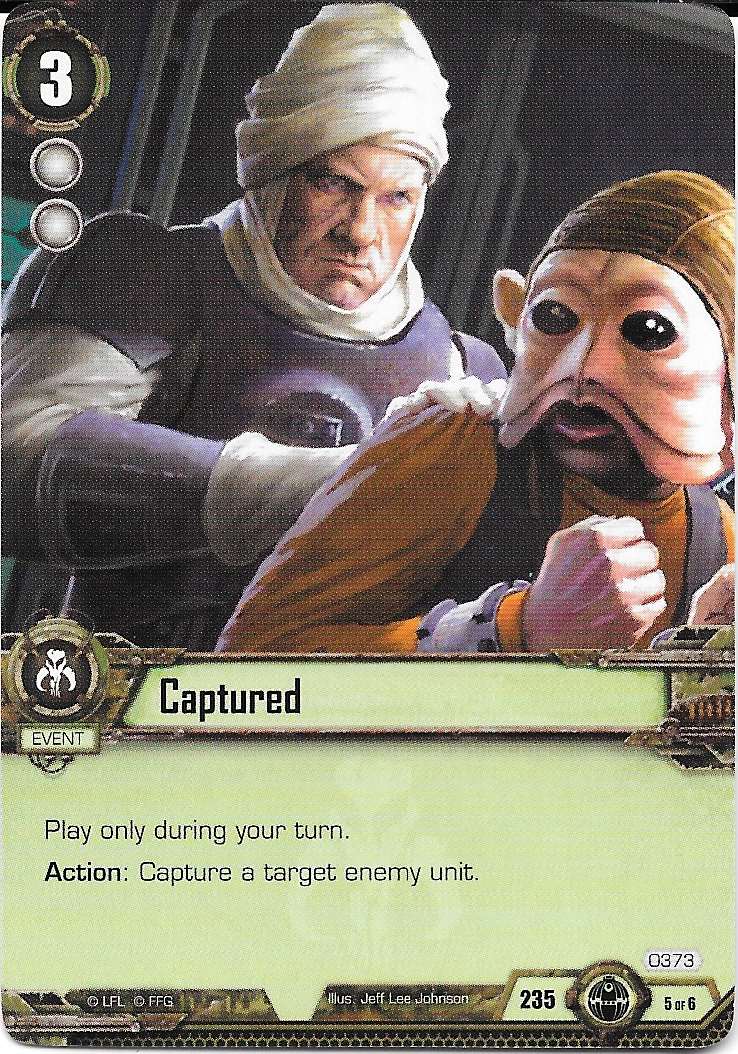 3
Captured
EVENT
Play only during your turn.
Action: Capture a target enemy unit.
0373
© LFL © FFG
Illus. Jeff Lee Johnson
235
5 OF 6